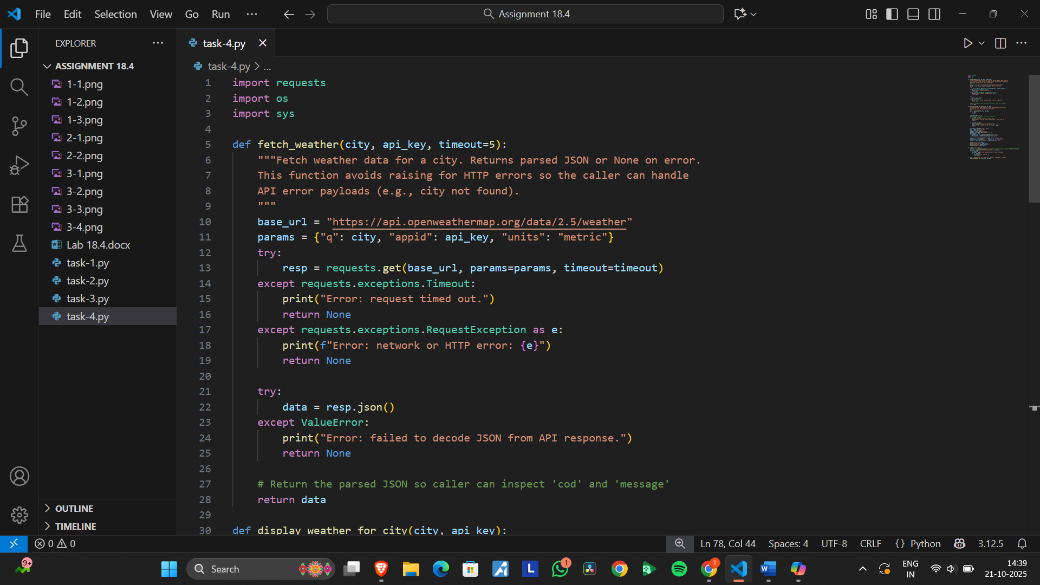 File Edit Selection View Go Run ··· Assignment 18.4
EXPLORER ···
ASSIGNMENT 18.4
1-1.png
1-2.png
1-3.png
2-1.png
2-2.png
3-1.png
3-2.png
3-3.png
3-4.png
Lab 18.4.docx
task-1.py
task-2.py
task-3.py
task-4.py
OUTLINE
TIMELINE
task-4.py
task-4.py > ...
1 import requests
2 import os
3 import sys
4
5 def fetch_weather(city, api_key, timeout=5):
6     """Fetch weather data for a city. Returns parsed JSON or None on error.
7     This function avoids raising for HTTP errors so the caller can handle
8     API error payloads (e.g., city not found).
9     """
10     base_url = "https://api.openweathermap.org/data/2.5/weather"
11     params = {"q": city, "appid": api_key, "units": "metric"}
12     try:
13         resp = requests.get(base_url, params=params, timeout=timeout)
14     except requests.exceptions.Timeout:
15         print("Error: request timed out.")
16         return None
17     except requests.exceptions.RequestException as e:
18         print(f"Error: network or HTTP error: {e}")
19         return None
20
21     try:
22         data = resp.json()
23     except ValueError:
24         print("Error: failed to decode JSON from API response.")
25         return None
26
27     # Return the parsed JSON so caller can inspect 'cod' and 'message'
28     return data
29
30 def display_weather_for_city(city, api_key):
0 0 Ln 78, Col 44 Spaces: 4 UTF-8 CRLF {} Python 3.12.5
9+ Search L 1 ENG 14:39
IN 21-10-2025